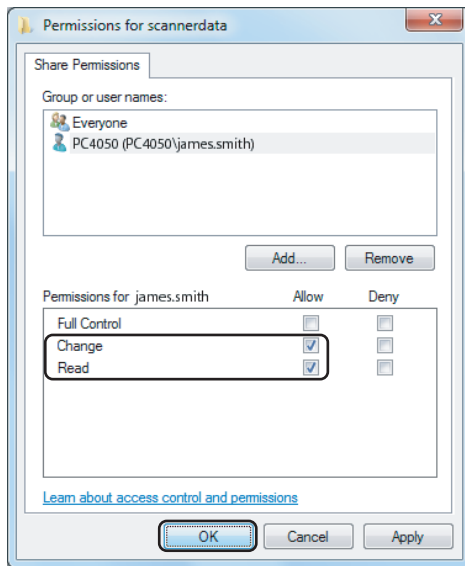 Permissions for scannerdata
Share Permissions
Group or user names:
Everyone
PC4050 (PC4050\james.smith)
Add... Remove
Permissions for james.smith Allow Deny
Full Control
Change
Read
Learn about access control and permissions
OK Cancel Apply